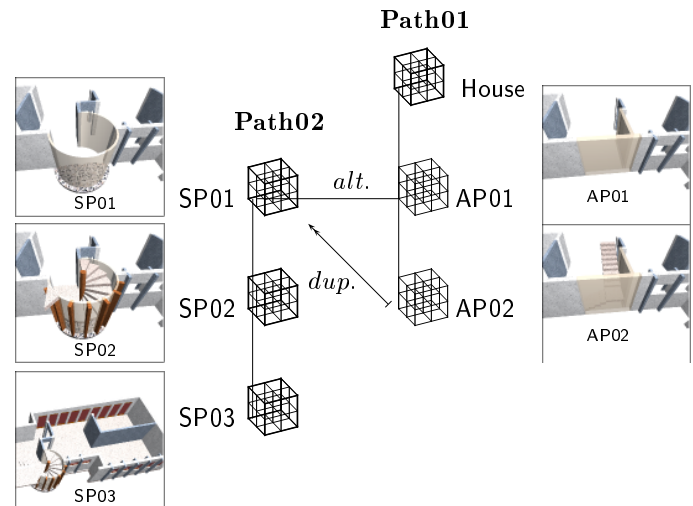 Path01
House
Path02
SP01
SP01
alt.
AP01
AP01
SP02
SP02
dup.
AP02
AP02
SP03
SP03